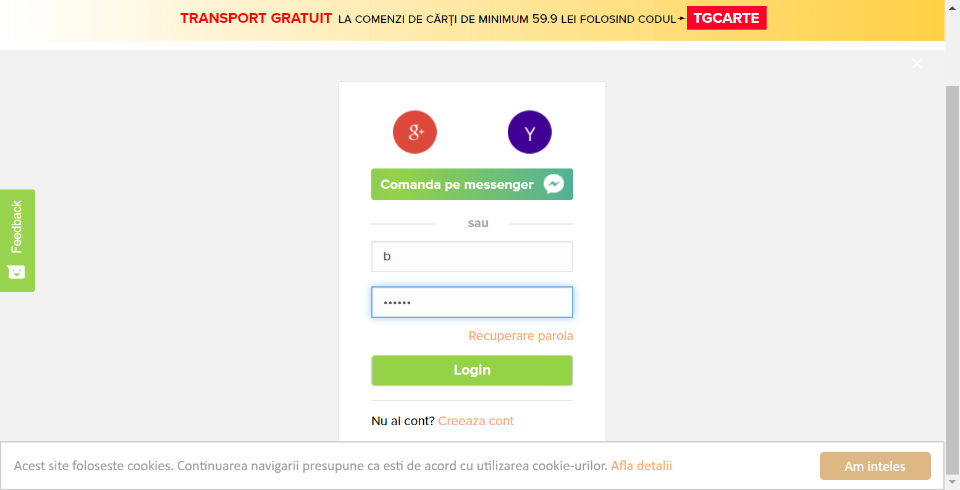 TRANSPORT GRATUIT LA COMENZI DE CĂRȚI DE MINIMUM 59.9 LEI FOLOSIND CODUL TGCARTE
g+
Y
Comanda pe messenger
sau
Feedback
b
••••••
Recuperare parola
Login
Nu ai cont? Creeaza cont
Acest site foloseste cookies. Continuarea navigarii presupune ca esti de acord cu utilizarea cookie-urilor. Afla detalii
Am inteles